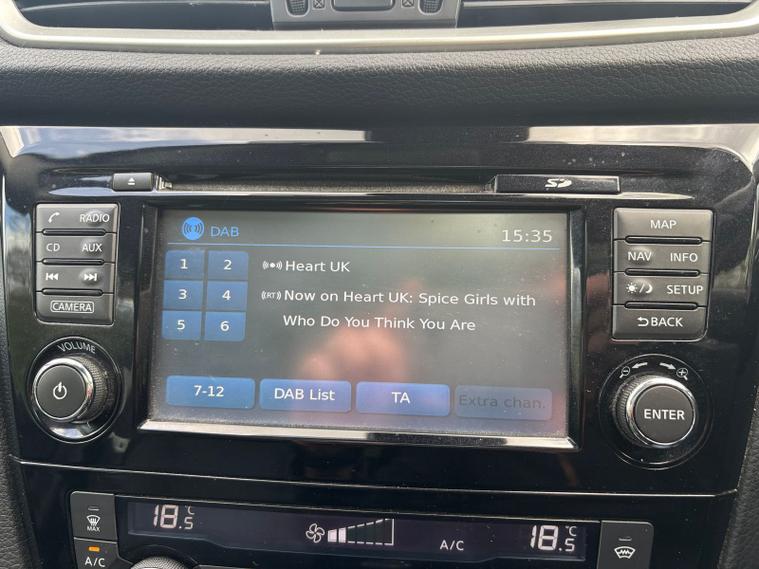 SD
RADIO
CD AUX
CAMERA
VOLUME
DAB 15:35
1 2
3 4
5 6
Heart UK
(RT) Now on Heart UK: Spice Girls with
Who Do You Think You Are
7-12 DAB List TA Extra chan.
MAP
NAV INFO
SETUP
BACK
ENTER
MAX
A/C
18.5°C
A/C
18.5°C